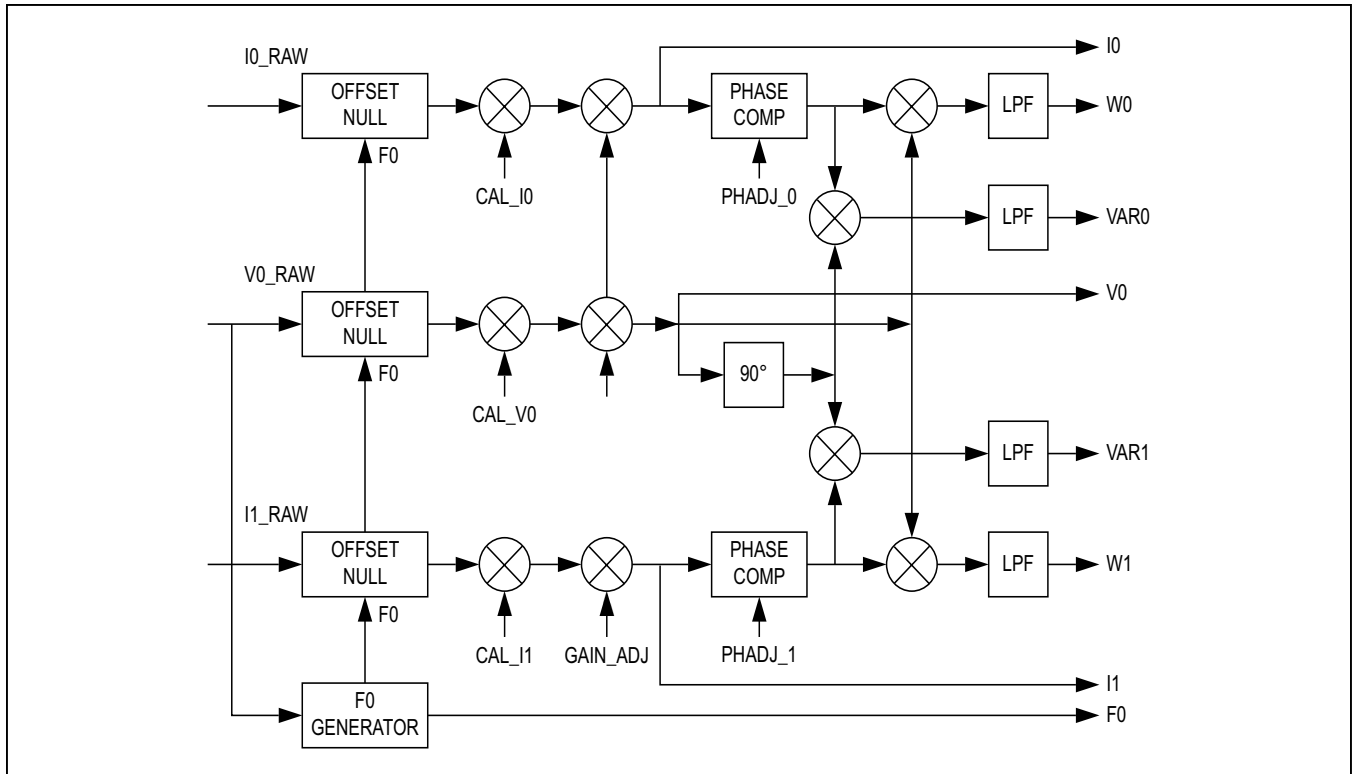 I0
I0_RAW
OFFSET
NULL
PHASE
COMP
LPF
W0
F0
CAL_I0
PHADJ_0
LPF
VAR0
V0_RAW
V0
OFFSET
NULL
F0
90°
CAL_V0
LPF
VAR1
I1_RAW
OFFSET
NULL
PHASE
COMP
LPF
W1
F0
CAL_I1
GAIN_ADJ
PHADJ_1
I1
F0
GENERATOR
F0